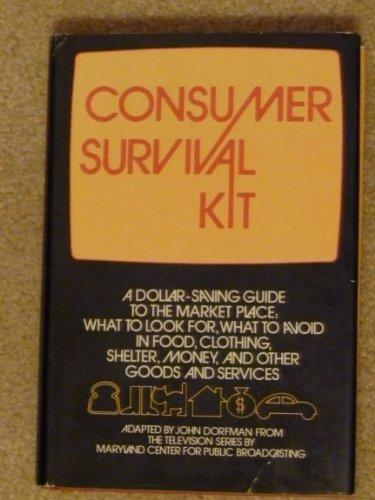 CONSUMER
SURVIVAL
KIT
A DOLLAR-SAVING GUIDE
TO THE MARKET PLACE:
WHAT TO LOOK FOR, WHAT TO AVOID
IN FOOD, CLOTHING,
SHELTER, MONEY, AND OTHER
GOODS AND SERVICES
$
ADAPTED BY JOHN DORFMAN FROM
THE TELEVISION SERIES BY
MARYLAND CENTER FOR PUBLIC BROADCASTING